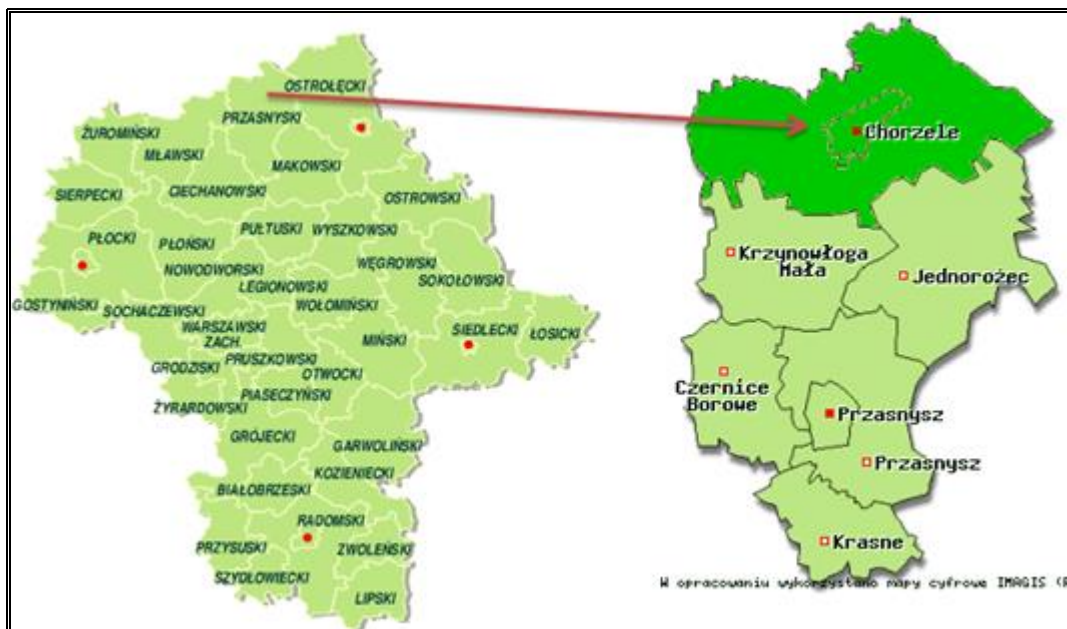 OSTROŁĘCKI
PRZASNYSKI
ŻUROMIŃSKI
MŁAWSKI
MAKOWSKI
SIERPECKI
CIECHANOWSKI
OSTROWSKI
PŁOCKI
PŁOŃSKI
PUŁTUSKI
WYSZKOWSKI
NOWODWORSKI
WĘGROWSKI
SOKOŁOWSKI
LEGIONOWSKI
GOSTYNIŃSKI
SOCHACZEWSKI
WOŁOMIŃSKI
WARSZAWSKI
ZACH.
MIŃSKI
SIEDLECKI
ŁOSICKI
PRUSZKOWSKI
GRODZISKI
OTWOCKI
PIASECZYŃSKI
ŻYRARDOWSKI
GRÓJECKI
GARWOLIŃSKI
KOZIENIECKI
BIAŁOBRZESKI
RADOMSKI
PRZYSUSKI
ZWOLEŃSKI
SZYDŁOWIECKI
LIPSKI
Chorzele
Krzynowłoga
Mała
Jednorożec
Czernice
Borowe
Przasnysz
Przasnysz
Krasne
W opracowaniu wykorzystano mapy cyfrowe IMAGIS (